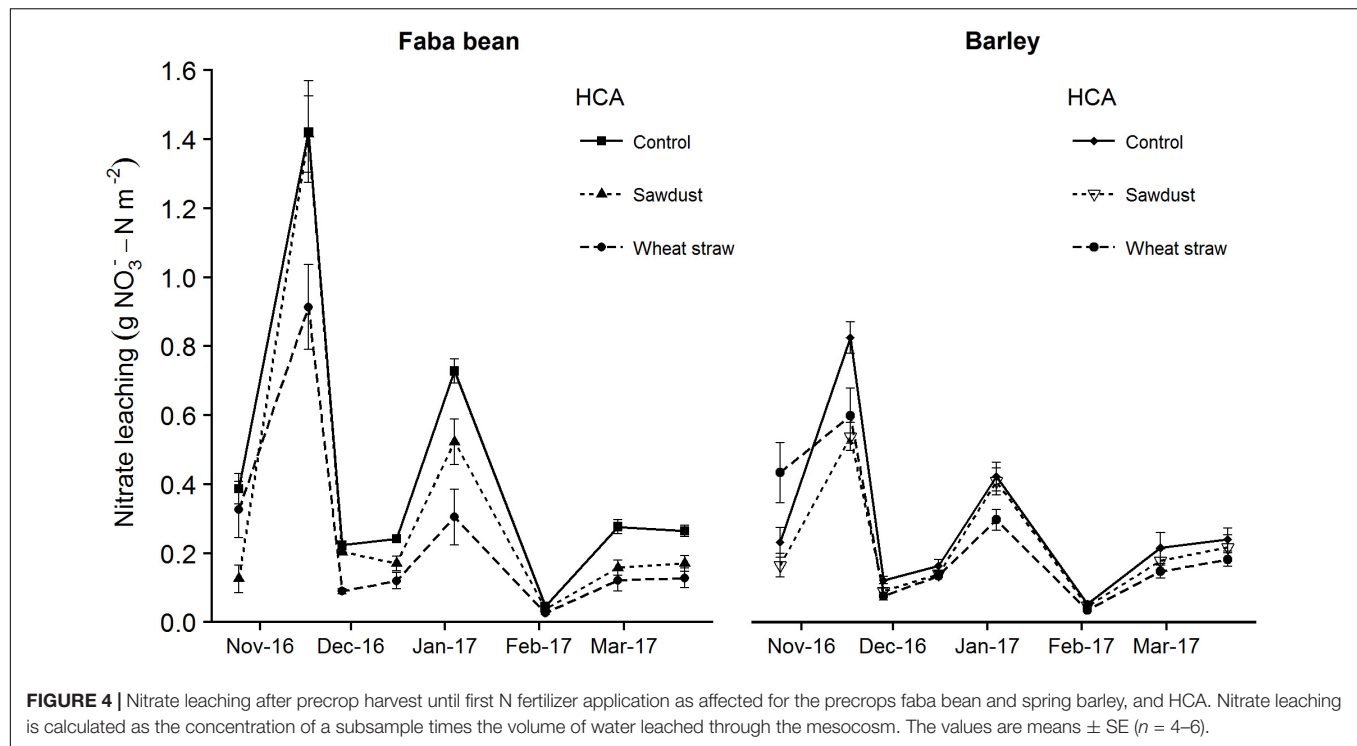 Faba bean
Barley
Nitrate leaching (g NO₃⁻ – N m⁻²)
1.6
1.4
1.2
1.0
0.8
0.6
0.4
0.2
0.0
HCA
Control
Sawdust
Wheat straw
HCA
Control
Sawdust
Wheat straw
Nov-16 Dec-16 Jan-17 Feb-17 Mar-17
Nov-16 Dec-16 Jan-17 Feb-17 Mar-17
FIGURE 4 | Nitrate leaching after precrop harvest until first N fertilizer application as affected for the precrops faba bean and spring barley, and HCA. Nitrate leaching
is calculated as the concentration of a subsample times the volume of water leached through the mesocosm. The values are means ± SE (n = 4–6).